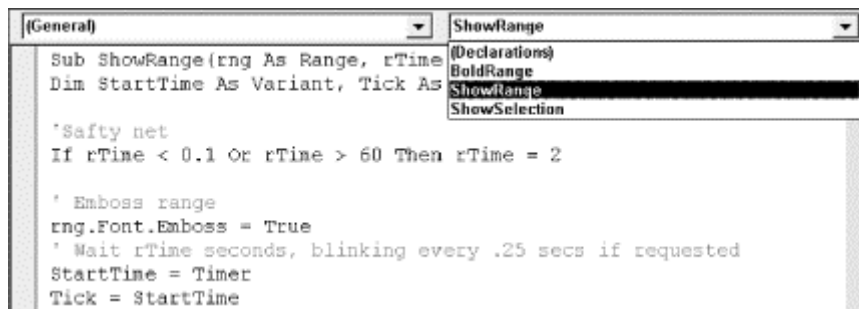 (General) ShowRange
(Declarations)
BoldRange
ShowRange
ShowSelection
Sub ShowRange(rng As Range, rTime
Dim StartTime As Variant, Tick As
'Safty net
If rTime < 0.1 Or rTime > 60 Then rTime = 2
' Emboss range
rng.Font.Emboss = True
' Wait rTime seconds, blinking every .25 secs if requested
StartTime = Timer
Tick = StartTime